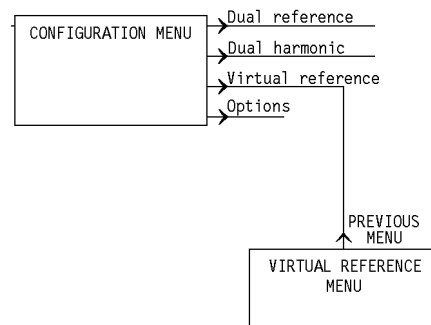 Dual reference
CONFIGURATION MENU
Dual harmonic
Virtual reference
Options
PREVIOUS
MENU
VIRTUAL REFERENCE
MENU